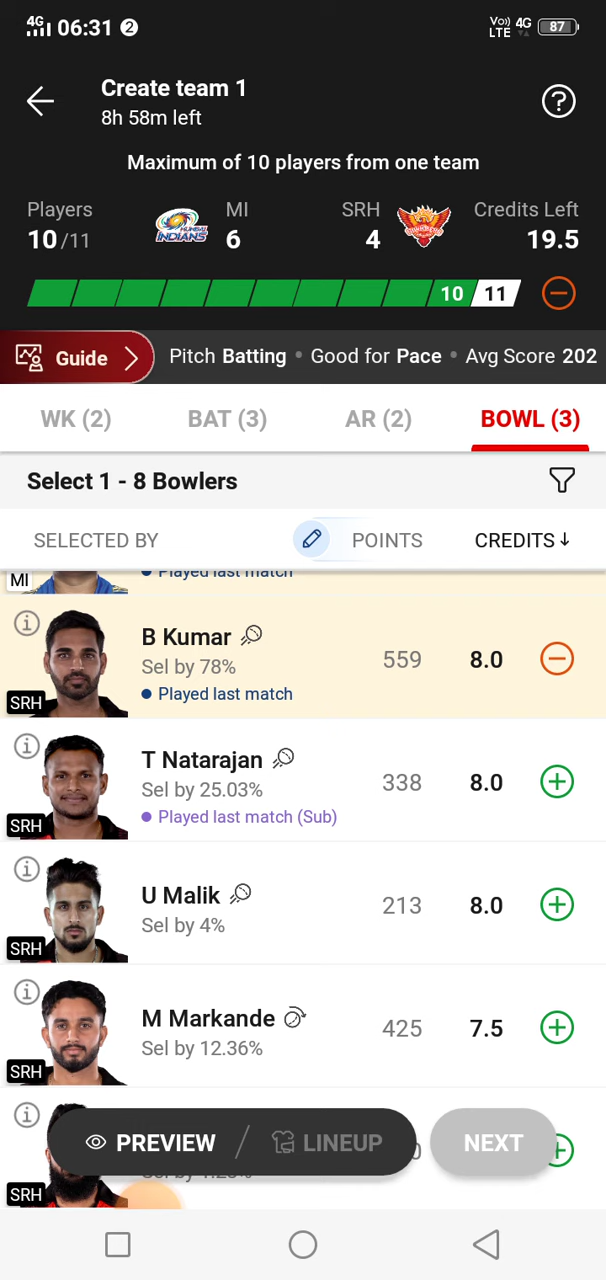 4G 06:31 2 Vo)) LTE 4G 87
Create team 1
8h 58m left
?
Maximum of 10 players from one team
Players MI SRH Credits Left
10/11 MUMBAI INDIANS 6 4 19.5
10 11
Guide Pitch Batting • Good for Pace • Avg Score 202
WK (2) BAT (3) AR (2) BOWL (3)
Select 1 - 8 Bowlers
SELECTED BY POINTS CREDITS↓
MI • Played last match
B Kumar
Sel by 78% 559 8.0
SRH • Played last match
T Natarajan
Sel by 25.03% 338 8.0
SRH • Played last match (Sub)
U Malik
Sel by 4% 213 8.0
SRH
M Markande
Sel by 12.36% 425 7.5
SRH
PREVIEW / LINEUP NEXT
SRH